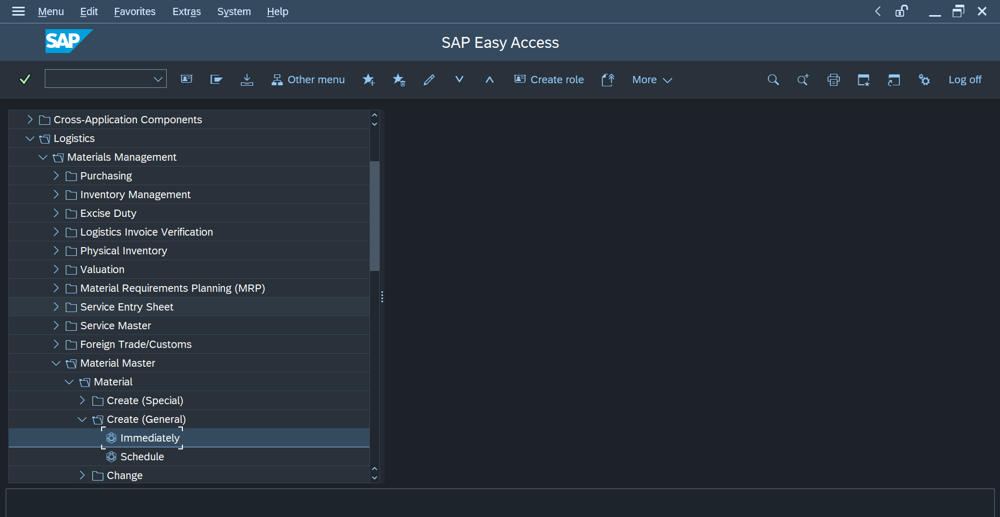 Menu Edit Favorites Extras System Help
SAP
SAP Easy Access
Other menu Create role More Log off
Cross-Application Components
Logistics
Materials Management
Purchasing
Inventory Management
Excise Duty
Logistics Invoice Verification
Physical Inventory
Valuation
Material Requirements Planning (MRP)
Service Entry Sheet
Service Master
Foreign Trade/Customs
Material Master
Material
Create (Special)
Create (General)
Immediately
Schedule
Change